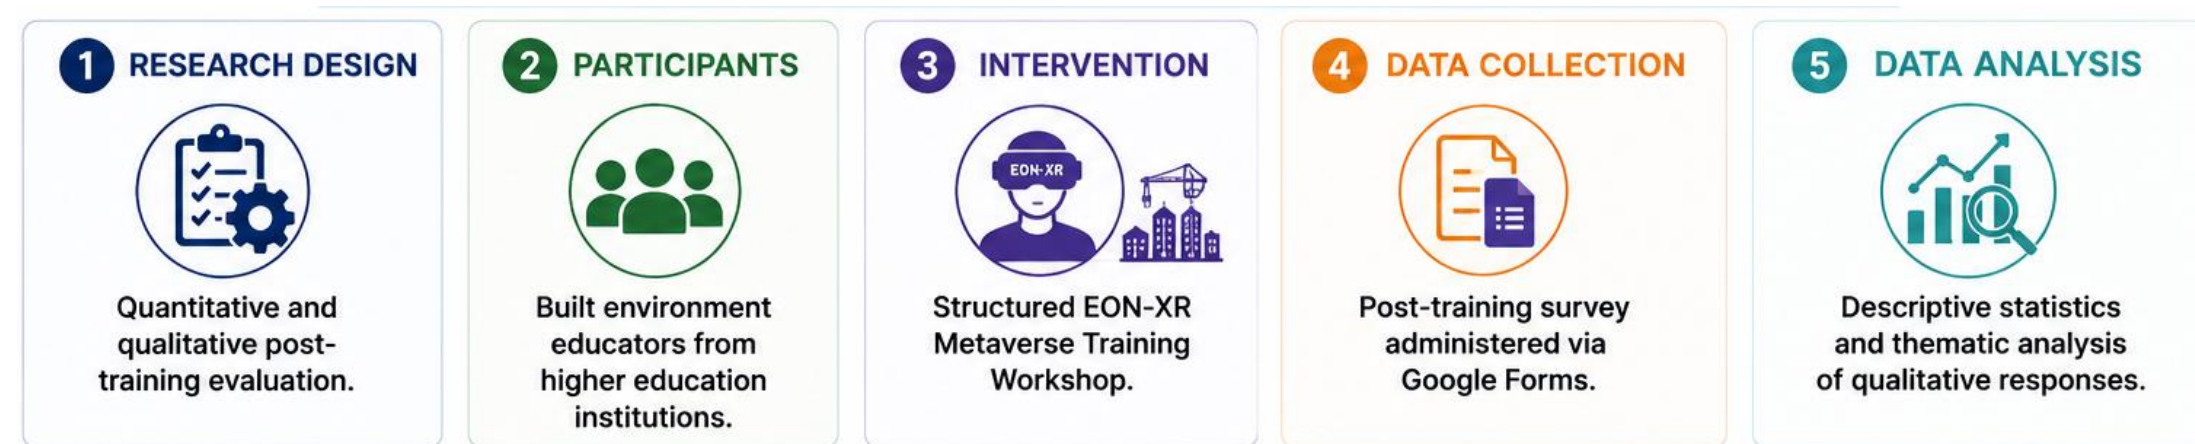 1 RESEARCH DESIGN
Quantitative and
qualitative post-
training evaluation.
2 PARTICIPANTS
Built environment
educators from
higher education
institutions.
3 INTERVENTION
EON-XR
Structured EON-XR
Metaverse Training
Workshop.
4 DATA COLLECTION
Post-training survey
administered via
Google Forms.
5 DATA ANALYSIS
Descriptive statistics
and thematic analysis
of qualitative responses.